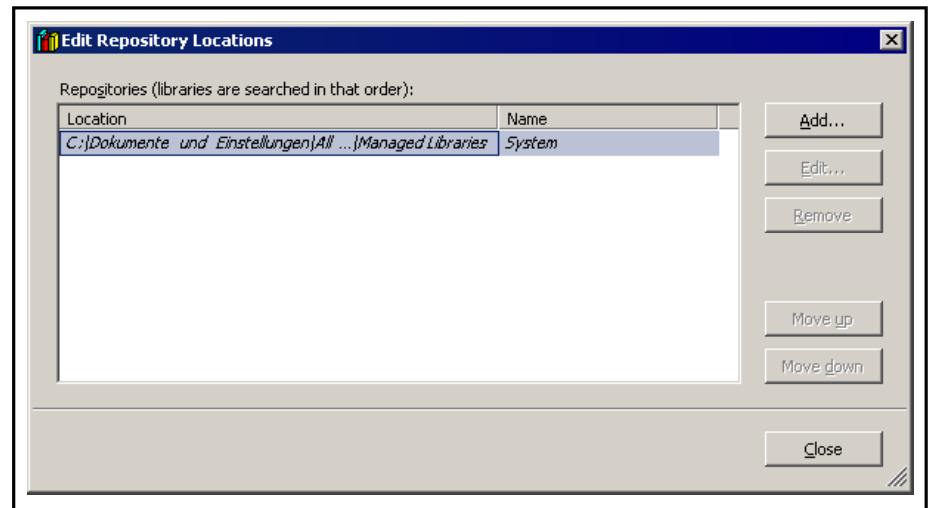 Edit Repository Locations
Repositories (libraries are searched in that order):
Location Name
C:\Dokumente und Einstellungen\All ...\Managed Libraries System
Add...
Edit...
Remove
Move up
Move down
Close